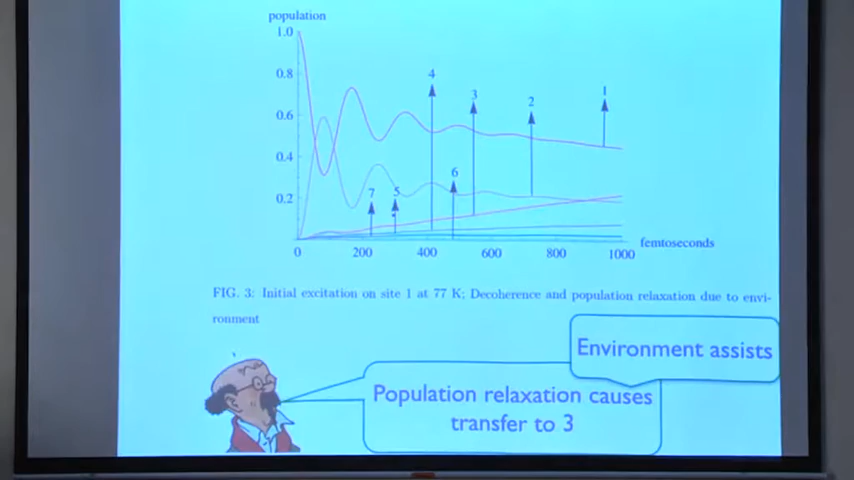 population
1.0
0.8
0.6
0.4
0.2
4
3
2
1
6
7
5
0
200
400
600
800
1000
femtoseconds
FIG. 3: Initial excitation on site 1 at 77 K; Decoherence and population relaxation due to envi-
ronment
Environment assists
Population relaxation causes
transfer to 3